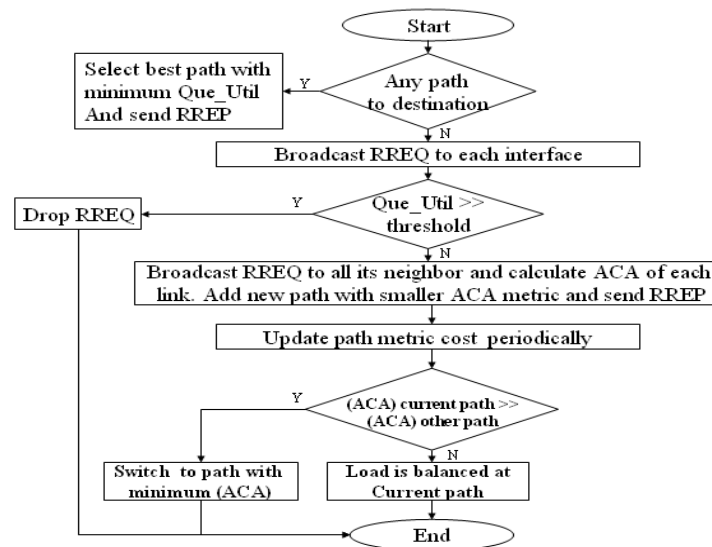 Start
Select best path with
minimum Que_Util
And send RREP
Y
Any path
to destination
N
Broadcast RREQ to each interface
Drop RREQ
Y
Que_Util >>
threshold
N
Broadcast RREQ to all its neighbor and calculate ACA of each
link. Add new path with smaller ACA metric and send RREP
Update path metric cost periodically
Y
(ACA) current path >>
(ACA) other path
N
Switch to path with
minimum (ACA)
Load is balanced at
Current path
End